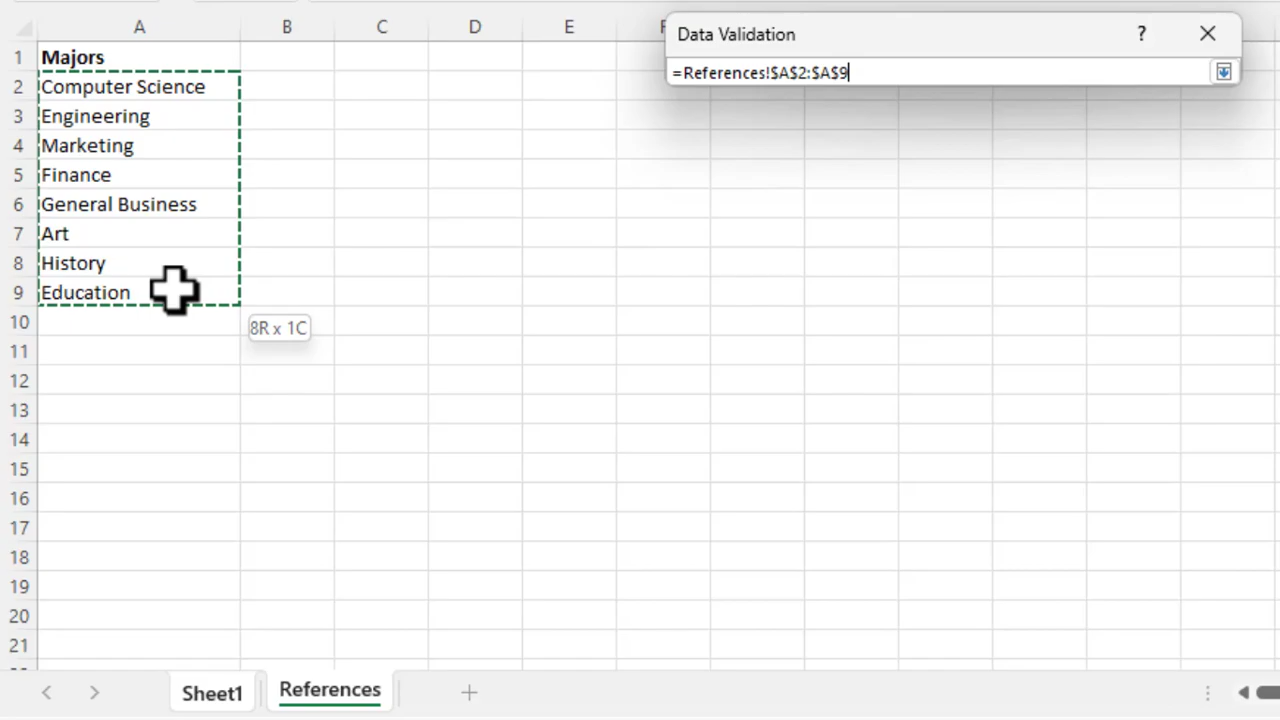 A B C D E
Data Validation ?
=References!$A$2:$A$9
1 Majors
2 Computer Science
3 Engineering
4 Marketing
5 Finance
6 General Business
7 Art
8 History
9 Education
10
8R x 1C
11
12
13
14
15
16
17
18
19
20
21
Sheet1 References